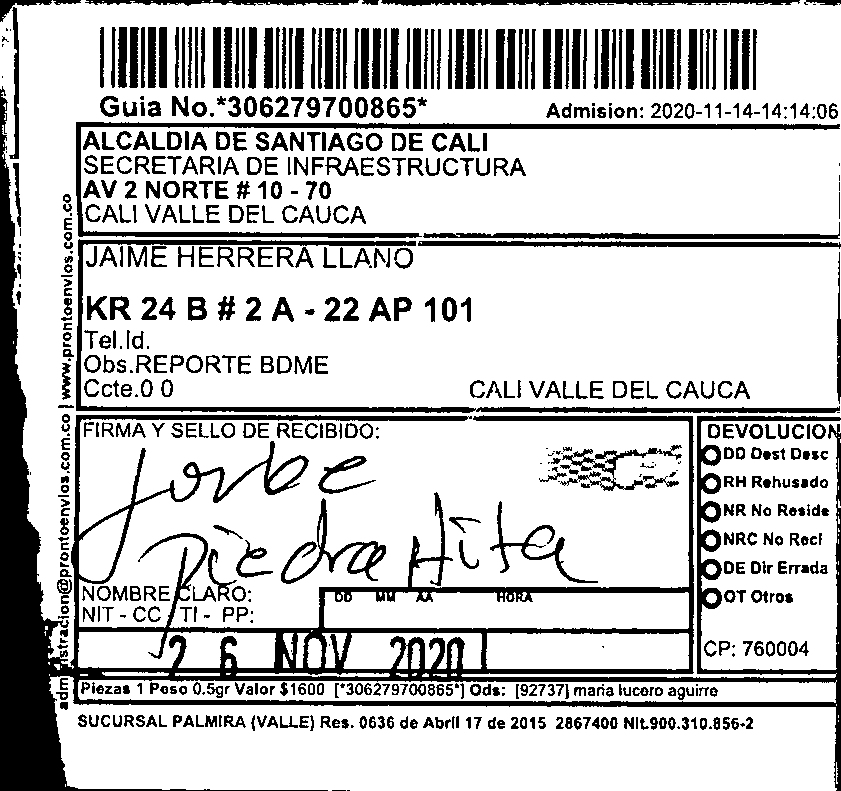 Guia No.*306279700865*
Admision: 2020-11-14-14:14:06
ALCALDIA DE SANTIAGO DE CALI
SECRETARIA DE INFRAESTRUCTURA
AV 2 NORTE # 10 - 70
CALI VALLE DEL CAUCA
JAIME HERRERA LLANO
KR 24 B # 2 A - 22 AP 101
Tel.Id.
Obs.REPORTE BDME
Ccte.0 0
CALI VALLE DEL CAUCA
FIRMA Y SELLO DE RECIBIDO:
Jorbe
Piedra Hita
NOMBRE CLARO:
NIT - CC / TI - PP:
DD MM AA HORA
26 NOV 2020
DEVOLUCION
DD Dest Desc
RH Rehusado
NR No Reside
NRC No Recl
DE Dir Errada
OT Otros
CP: 760004
Piezas 1 Peso 0.5gr Valor $1600 [*306279700865*] Ods: [92737] maria lucero aguirre
SUCURSAL PALMIRA (VALLE) Res. 0636 de Abril 17 de 2015 2867400 Nit.900.310.856-2
administracion@prontoenvios.com.co | www.prontoenvios.com.co